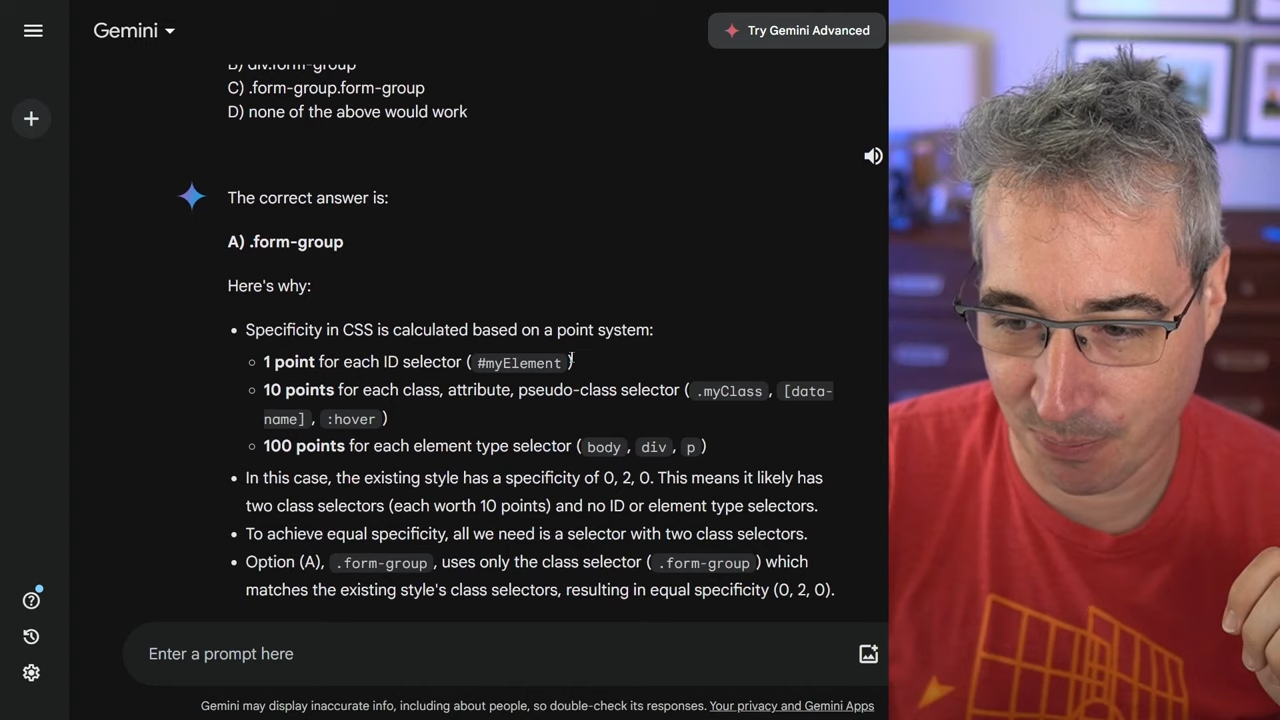 Gemini
Try Gemini Advanced
B) div.form-group
C) .form-group.form-group
D) none of the above would work
The correct answer is:
A) .form-group
Here's why:
• Specificity in CSS is calculated based on a point system:
◦ 1 point for each ID selector ( #myElement )
◦ 10 points for each class, attribute, pseudo-class selector ( .myClass , [data-
name] , :hover )
◦ 100 points for each element type selector ( body , div , p )
• In this case, the existing style has a specificity of 0, 2, 0. This means it likely has
two class selectors (each worth 10 points) and no ID or element type selectors.
• To achieve equal specificity, all we need is a selector with two class selectors.
• Option (A), .form-group , uses only the class selector ( .form-group ) which
matches the existing style's class selectors, resulting in equal specificity (0, 2, 0).
Enter a prompt here
Gemini may display inaccurate info, including about people, so double-check its responses. Your privacy and Gemini Apps